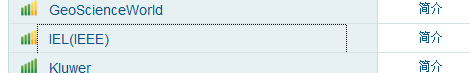 GeoScienceWorld 简介
IEL(IEEE) 简介
Kluwer 简介